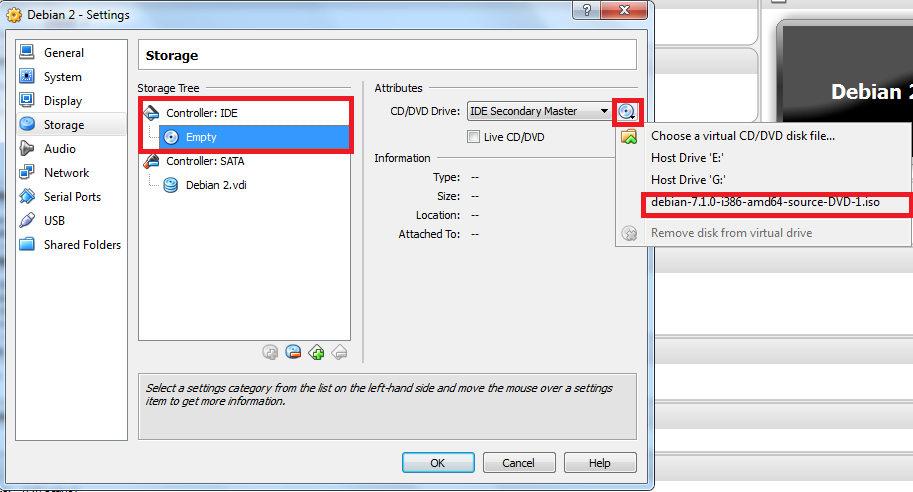 Debian 2 - Settings
?
General
System
Display
Storage
Audio
Network
Serial Ports
USB
Shared Folders
Storage
Storage Tree
Controller: IDE
Empty
Controller: SATA
Debian 2.vdi
Attributes
CD/DVD Drive: IDE Secondary Master
Live CD/DVD
Information
Type: --
Size: --
Location: --
Attached To: --
Choose a virtual CD/DVD disk file...
Host Drive 'E:'
Host Drive 'G:'
debian-7.1.0-i386-amd64-source-DVD-1.iso
Remove disk from virtual drive
Debian 2
Select a settings category from the list on the left-hand side and move the mouse over a settings
item to get more information.
OK Cancel Help